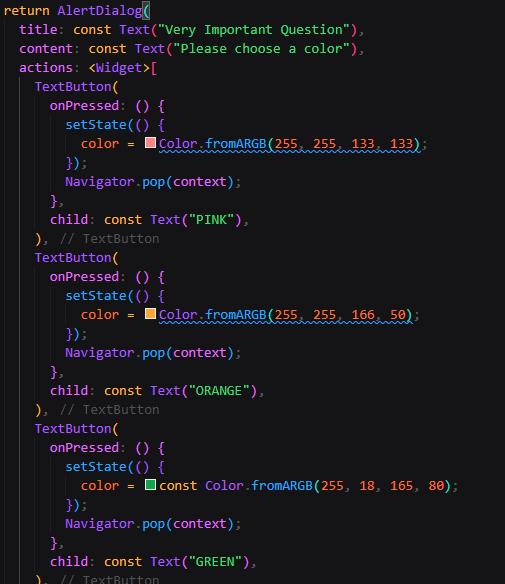 return AlertDialog(
  title: const Text("Very Important Question"),
  content: const Text("Please choose a color"),
  actions: <Widget>[
    TextButton(
      onPressed: () {
        setState(() {
          color = Color.fromARGB(255, 255, 133, 133);
        });
        Navigator.pop(context);
      },
      child: const Text("PINK"),
    ), // TextButton
    TextButton(
      onPressed: () {
        setState(() {
          color = Color.fromARGB(255, 255, 166, 50);
        });
        Navigator.pop(context);
      },
      child: const Text("ORANGE"),
    ), // TextButton
    TextButton(
      onPressed: () {
        setState(() {
          color = const Color.fromARGB(255, 18, 165, 80);
        });
        Navigator.pop(context);
      },
      child: const Text("GREEN"),
    ), // TextButton